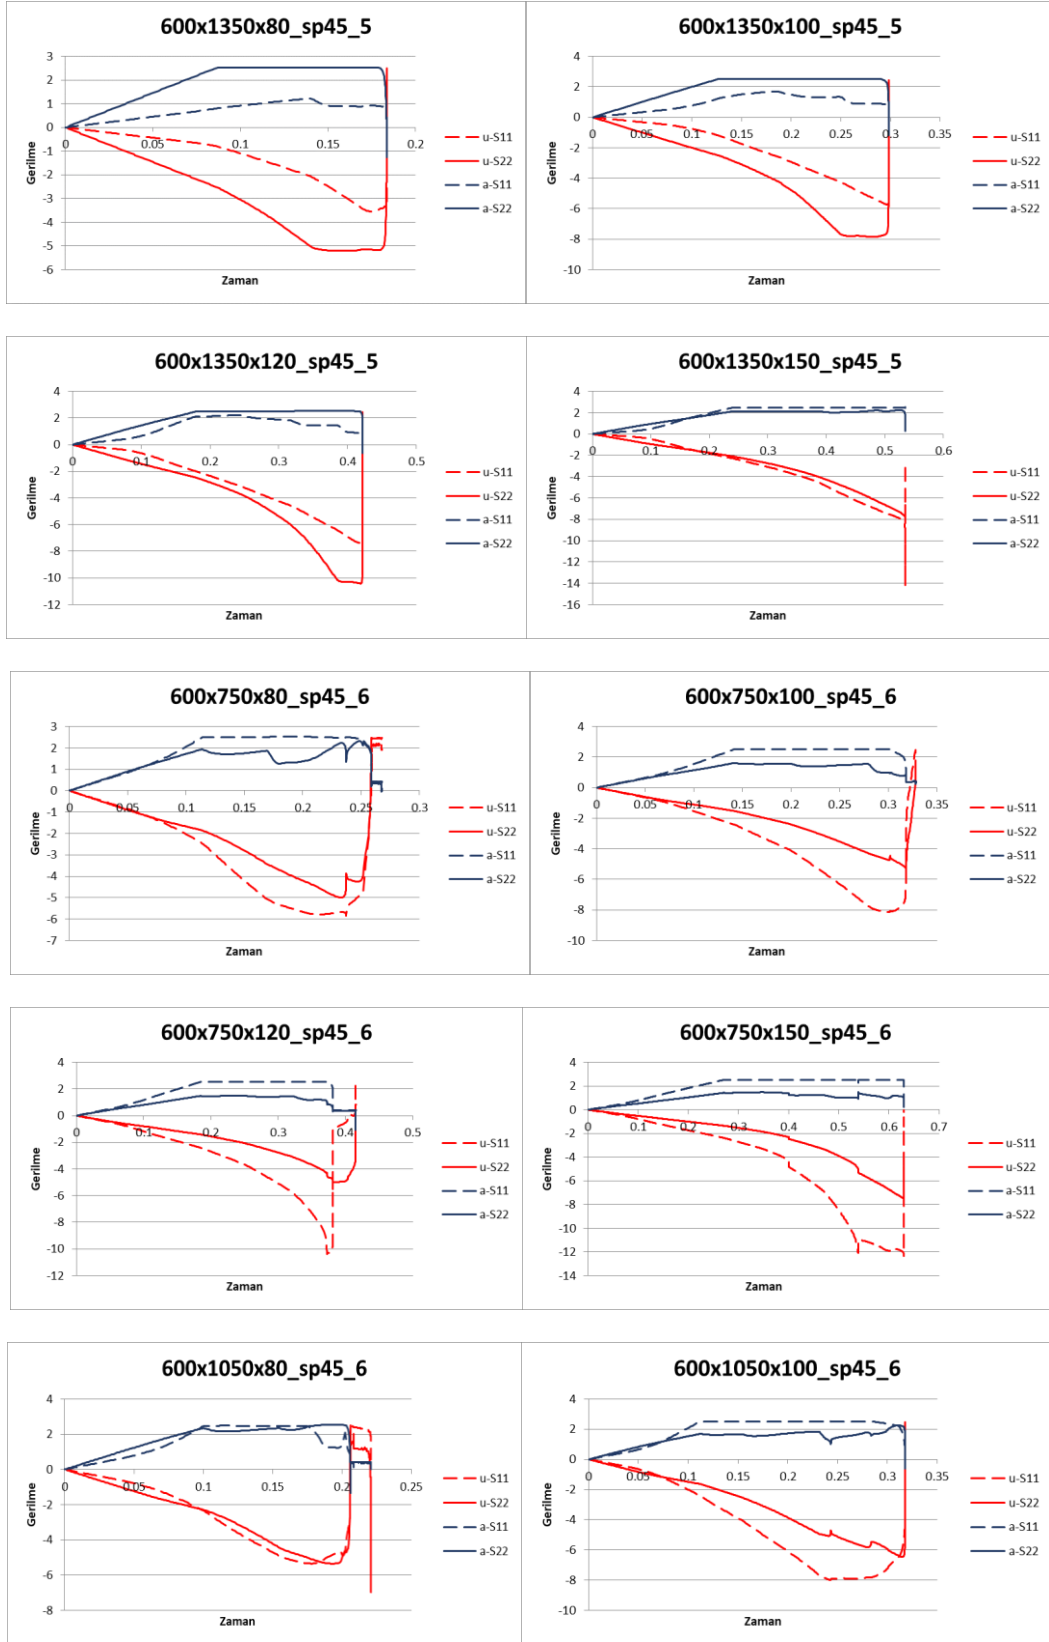 600x1350x80_sp45_5
3
2
1
0
-1
-2
-3
-4
-5
-6
0 0.05 0.1 0.15 0.2
Gerilme
Zaman
u-S11
u-S22
a-S11
a-S22
600x1350x100_sp45_5
4
2
0
-2
-4
-6
-8
-10
0 0.05 0.1 0.15 0.2 0.25 0.3 0.35
Gerilme
Zaman
u-S11
u-S22
a-S11
a-S22
600x1350x120_sp45_5
4
2
0
-2
-4
-6
-8
-10
-12
0 0.1 0.2 0.3 0.4 0.5
Gerilme
Zaman
u-S11
u-S22
a-S11
a-S22
600x1350x150_sp45_5
4
2
0
-2
-4
-6
-8
-10
-12
-14
-16
0 0.1 0.2 0.3 0.4 0.5 0.6
Gerilme
Zaman
u-S11
u-S22
a-S11
a-S22
600x750x80_sp45_6
3
2
1
0
-1
-2
-3
-4
-5
-6
-7
0 0.05 0.1 0.15 0.2 0.25 0.3
Gerilme
Zaman
u-S11
u-S22
a-S11
a-S22
600x750x100_sp45_6
4
2
0
-2
-4
-6
-8
-10
0 0.05 0.1 0.15 0.2 0.25 0.3 0.35
Gerilme
Zaman
u-S11
u-S22
a-S11
a-S22
600x750x120_sp45_6
4
2
0
-2
-4
-6
-8
-10
-12
0 0.1 0.2 0.3 0.4 0.5
Gerilme
Zaman
u-S11
u-S22
a-S11
a-S22
600x750x150_sp45_6
4
2
0
-2
-4
-6
-8
-10
-12
-14
0 0.1 0.2 0.3 0.4 0.5 0.6 0.7
Gerilme
Zaman
u-S11
u-S22
a-S11
a-S22
600x1050x80_sp45_6
4
2
0
-2
-4
-6
-8
0 0.05 0.1 0.15 0.2 0.25
Gerilme
Zaman
u-S11
u-S22
a-S11
a-S22
600x1050x100_sp45_6
4
2
0
-2
-4
-6
-8
-10
0 0.05 0.1 0.15 0.2 0.25 0.3 0.35
Gerilme
Zaman
u-S11
u-S22
a-S11
a-S22